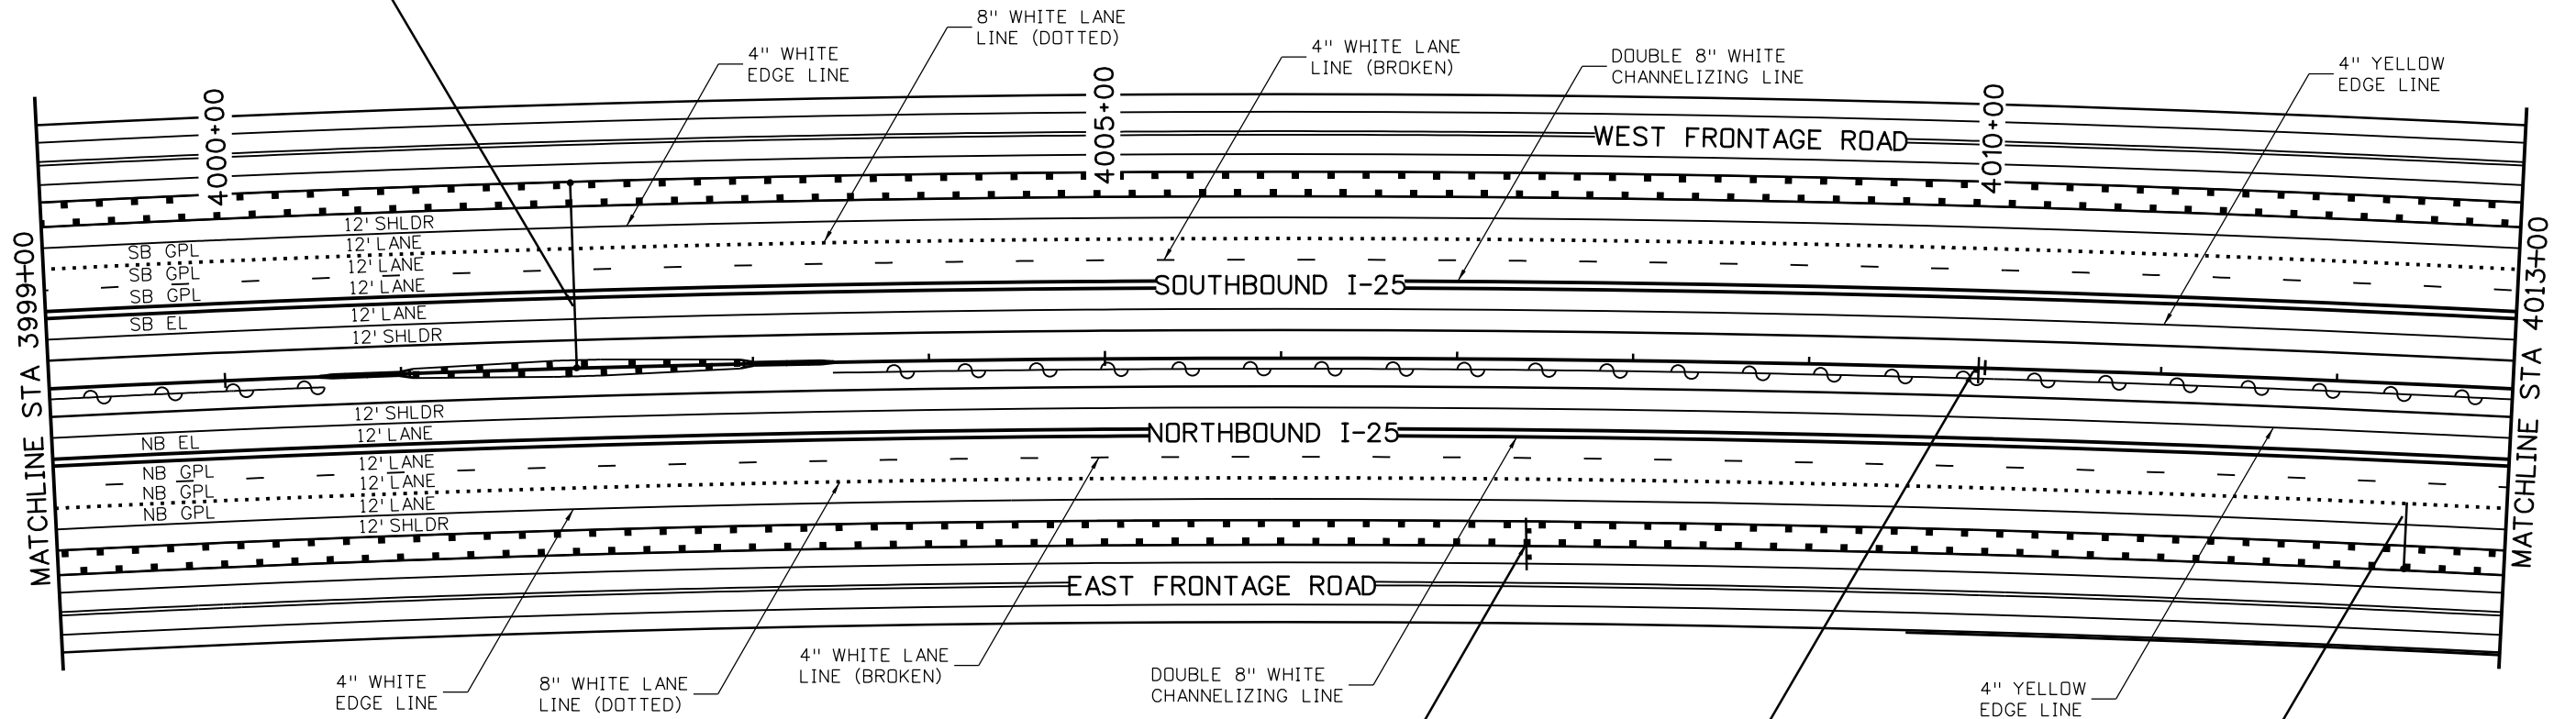 8" WHITE LANE
LINE (DOTTED)
4" WHITE
EDGE LINE
4" WHITE LANE
LINE (BROKEN)
DOUBLE 8" WHITE
CHANNELIZING LINE
4" YELLOW
EDGE LINE
4000+00
4005+00
4010+00
WEST FRONTAGE ROAD
MATCHLINE STA 3999+00
MATCHLINE STA 4013+00
12' SHLDR
SB GPL
12' LANE
SB GPL
12' LANE
SB GPL
12' LANE
SOUTHBOUND I-25
SB EL
12' LANE
12' SHLDR
12' SHLDR
NB EL
12' LANE
NORTHBOUND I-25
NB GPL
12' LANE
NB GPL
12' LANE
NB GPL
12' LANE
12' SHLDR
EAST FRONTAGE ROAD
4" WHITE
EDGE LINE
8" WHITE LANE
LINE (DOTTED)
4" WHITE LANE
LINE (BROKEN)
DOUBLE 8" WHITE
CHANNELIZING LINE
4" YELLOW
EDGE LINE